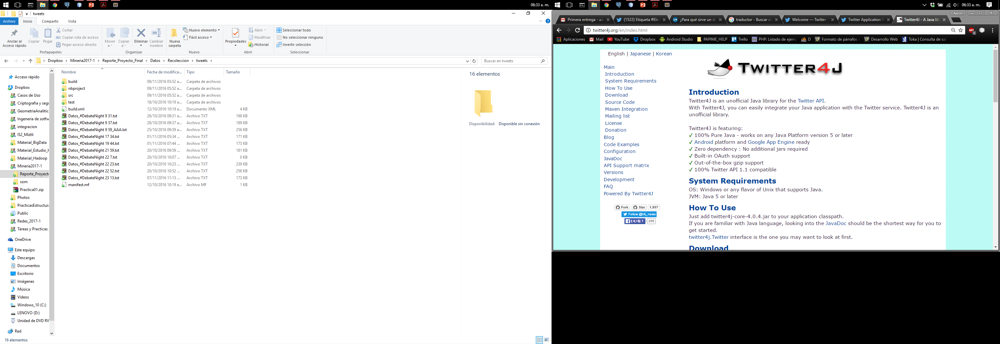 06:33 a. m.
tweets
Archivo Inicio Compartir Vista
Anclar al Acceso rápido
Copiar
Pegar
Cortar
Copiar ruta de acceso
Pegar acceso directo
Portapapeles
Mover a
Copiar a
Eliminar
Cambiar nombre
Organizar
Nueva carpeta
Nuevo elemento
Fácil acceso
Nuevo
Propiedades
Abrir
Modificar
Historial
Abrir
Seleccionar todo
No seleccionar ninguno
Invertir selección
Seleccionar
Dropbox > Mineria2017-1 > Reporte_Proyecto_Final > Datos > Recoleccion > tweets >
Buscar en tweets
Acceso rápido
Dropbox
Casos de Uso
Criptografia y segu
GeometriaAnalitic
Ingeneria de sotfw
integracion
IS2_Miztli
Material_BigData
Material_Estudio_H
Material_Hadoop
Mineria2017-1
Reporte_Proyecto
som
Practica01.zip
Photos
PracticasEstructura
Public
Redes_2017-1
Tareas y Practicas
OneDrive
Este equipo
Descargas
Documentos
Escritorio
Imágenes
Música
Vídeos
Windows_10 (C:)
LENOVO (D:)
Unidad de DVD RW
Red
Nombre Fecha de modifica... Tipo Tamaño
build 09/11/2016 05:52 a... Carpeta de archivos
nbproject 09/11/2016 05:52 a... Carpeta de archivos
src 09/11/2016 05:52 a... Carpeta de archivos
test 18/10/2016 10:19 a... Carpeta de archivos
build.xml 12/10/2016 10:19 a... Documento XML 4 KB
Datos_#DebateNight 9 31.txt 26/10/2016 09:31 a... Archivo TXT 198 KB
Datos_#DebateNight 9 37.txt 28/10/2016 09:37 a... Archivo TXT 189 KB
Datos_#DebateNight 9 59_AAA.txt 25/10/2016 09:59 a... Archivo TXT 256 KB
Datos_#DebateNight 17 34.txt 01/11/2016 05:34 ... Archivo TXT 171 KB
Datos_#DebateNight 19 44.txt 01/11/2016 07:44 ... Archivo TXT 173 KB
Datos_#DebateNight 21 59.txt 20/10/2016 09:59 ... Archivo TXT 181 KB
Datos_#DebateNight 22 7.txt 20/10/2016 10:07 ... Archivo TXT 0 KB
Datos_#DebateNight 22 23.txt 20/10/2016 10:23 ... Archivo TXT 239 KB
Datos_#DebateNight 22 52.txt 20/10/2016 10:52 ... Archivo TXT 258 KB
Datos_#DebateNight 23 13.txt 07/11/2016 11:13 ... Archivo TXT 173 KB
manifest.mf 12/10/2016 10:19 a... Archivo MF 1 KB
16 elementos
Disponibilidad: Disponible sin conexión
16 elementos
06:33 a. m.
Aarón
Primera entrega - aa
(1522) Etiqueta #Elec
LN ¿Para qué sirve un de
traductor - Buscar co
Welcome — Twitter
Twitter Application M
Twitter4J - A Java lib
twitter4j.org/en/index.html
ABP 1
Aplicaciones Mail YouTube Dropbox Android Studio PAPIME_HELP Trello PHP: Listado de ejemp D Formato de párrafos e Desarrollo Web Toka | Consulta de sal
English | Japanese | Korean
Main
Introduction
System Requirements
How To Use
Download
Source Code
Maven Integration
Mailing list
License
Donation
Blog
Code Examples
Configuration
JavaDoc
API Support matrix
Versions
Development
FAQ
Powered By Twitter4J
Fork Star 1,897
Follow @t4j_news
いいね! 266
TWITTER4J
Introduction
Twitter4J is an unofficial Java library for the Twitter API.
With Twitter4J, you can easily integrate your Java application with the Twitter service. Twitter4J is an
unofficial library.
Twitter4J is featuring:
✓ 100% Pure Java - works on any Java Platform version 5 or later
✓ Android platform and Google App Engine ready
✓ Zero dependency : No additional jars required
✓ Built-in OAuth support
✓ Out-of-the-box gzip support
✓ 100% Twitter API 1.1 compatible
System Requirements
OS: Windows or any flavor of Unix that supports Java.
JVM: Java 5 or later
How To Use
Just add twitter4j-core-4.0.4.jar to your application classpath.
If you are familiar with Java language, looking into the JavaDoc should be the shortest way for you to
get started.
twitter4j.Twitter interface is the one you may want to look at first.
Download